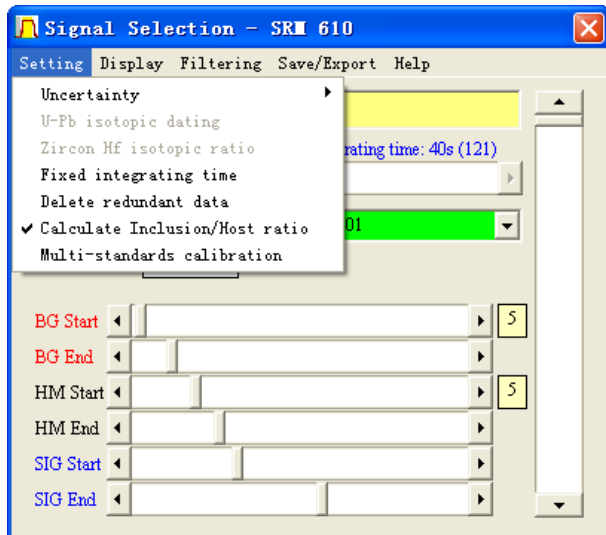 Signal Selection - SRM 610
Setting Display Filtering Save/Export Help
Uncertainty
U-Pb isotopic dating
Zircon Hf isotopic ratio
rating time: 40s (121)
Fixed integrating time
Delete redundant data
Calculate Inclusion/Host ratio
01
Multi-standards calibration
BG Start
5
BG End
HM Start
5
HM End
SIG Start
SIG End